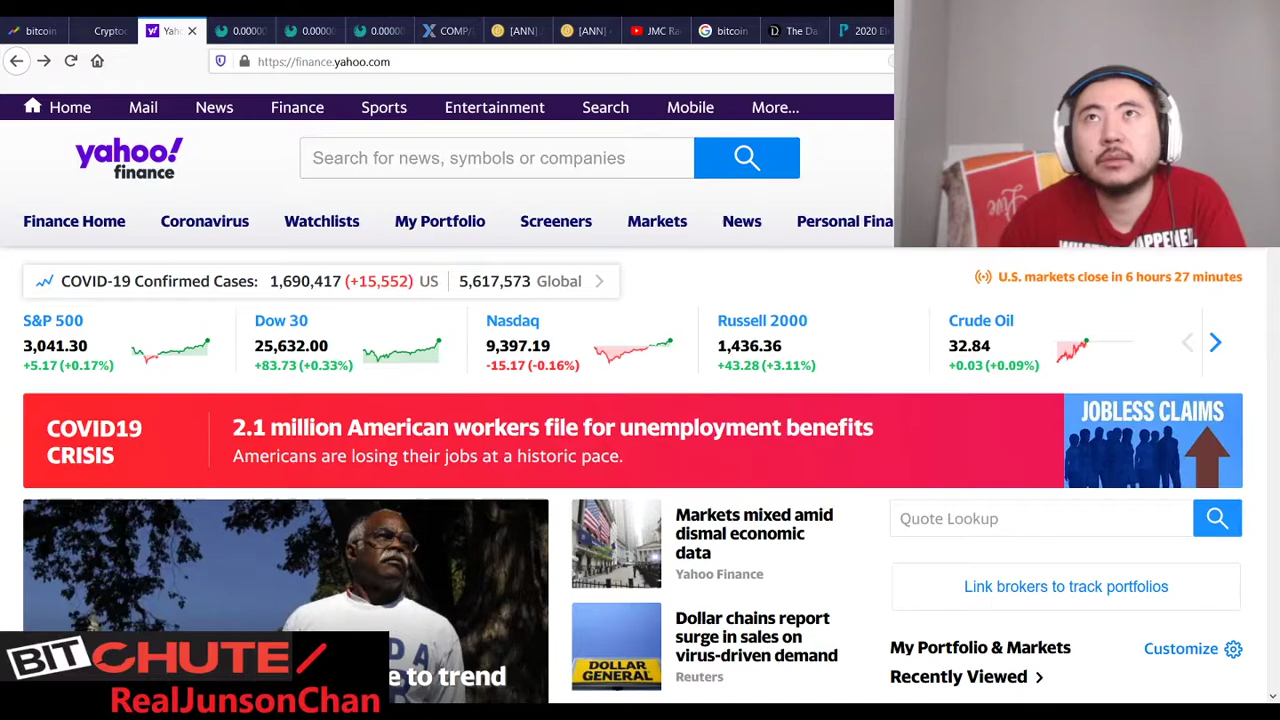 bitcoin
Cryptoc
Yaho
0.00000
0.00000
0.00000
COMP/
[ANN]
[ANN]
JMC Ra
bitcoin
The Da
2020 El
https://finance.yahoo.com
Home Mail News Finance Sports Entertainment Search Mobile More...
yahoo!
finance
Search for news, symbols or companies
Finance Home Coronavirus Watchlists My Portfolio Screeners Markets News Personal Fina
COVID-19 Confirmed Cases: 1,690,417 (+15,552) US 5,617,573 Global
U.S. markets close in 6 hours 27 minutes
S&P 500
3,041.30
+5.17 (+0.17%)
Dow 30
25,632.00
+83.73 (+0.33%)
Nasdaq
9,397.19
-15.17 (-0.16%)
Russell 2000
1,436.36
+43.28 (+3.11%)
Crude Oil
32.84
+0.03 (+0.09%)
COVID19
CRISIS
2.1 million American workers file for unemployment benefits
Americans are losing their jobs at a historic pace.
JOBLESS CLAIMS
e to trend
Markets mixed amid
dismal economic
data
Yahoo Finance
DOLLAR
GENERAL
Dollar chains report
surge in sales on
virus-driven demand
Reuters
Quote Lookup
Link brokers to track portfolios
My Portfolio & Markets
Customize
Recently Viewed
BITCHUTE
RealJunsonChan